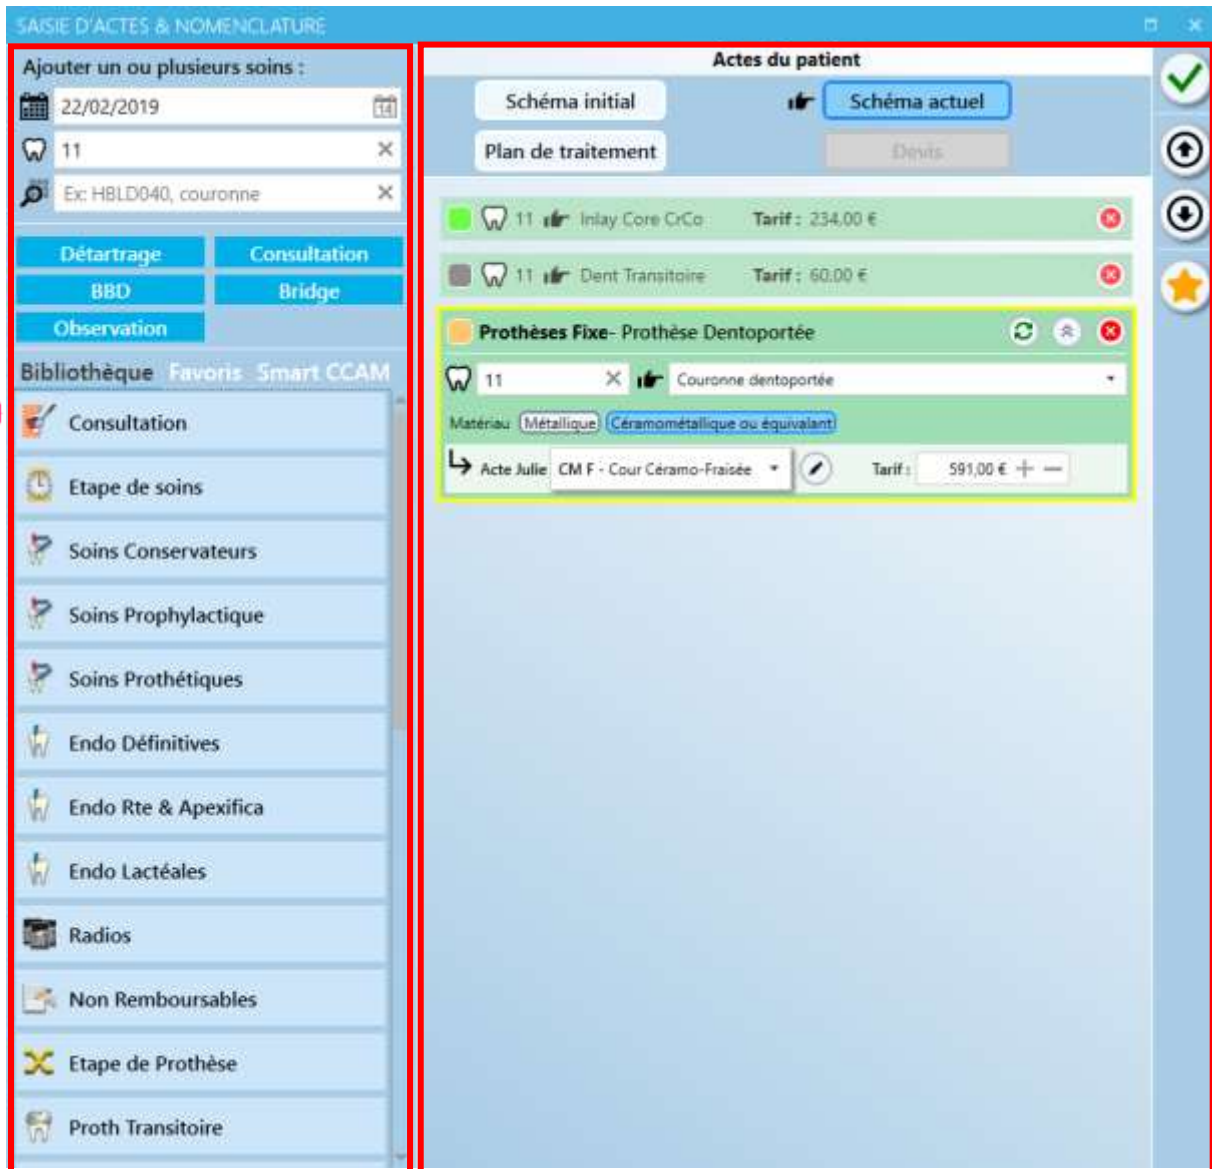 SAISIE D'ACTES & NOMENCLATURE
Ajouter un ou plusieurs soins :
22/02/2019
14
11
Ex: HBLD040, couronne
Détartrage
Consultation
BBD
Bridge
Observation
Bibliothèque Favoris Smart CCAM
Consultation
Etape de soins
Soins Conservateurs
Soins Prophylactique
Soins Prothétiques
Endo Définitives
Endo Rte & Apexifica
Endo Lactéales
Radios
Non Remboursables
Etape de Prothèse
Proth Transitoire
Actes du patient
Schéma initial
Schéma actuel
Plan de traitement
Devis
11 Inlay Core CrCo Tarif : 234.00 €
11 Dent Transitoire Tarif : 60.00 €
Prothèses Fixe- Prothèse Dentoportée
11 Couronne dentoportée
Matériau Métallique Céramométallique ou équivalant
Acte Julie CM F - Cour Céramo-Fraisée Tarif : 591,00 €